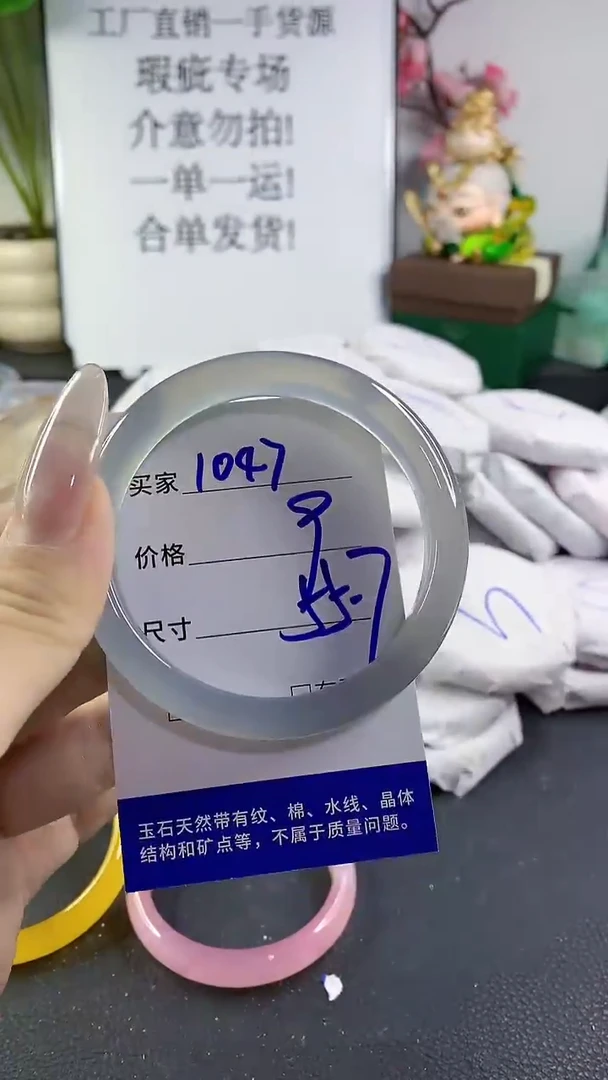 工厂直销一手货源
瑕疵专场
介意勿拍!
一单一运!
合单发货!
买家 1047
价格
尺寸 55.7
玉石天然带有纹、棉、水线、晶体
结构和矿点等，不属于质量问题。